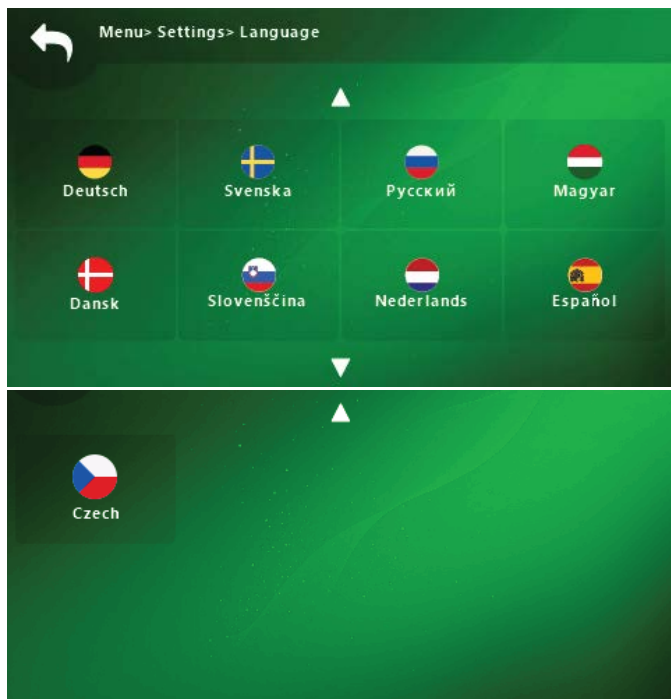 Menu> Settings> Language
Deutsch
Svenska
Русский
Magyar
Dansk
Slovenščina
Nederlands
Español
Czech